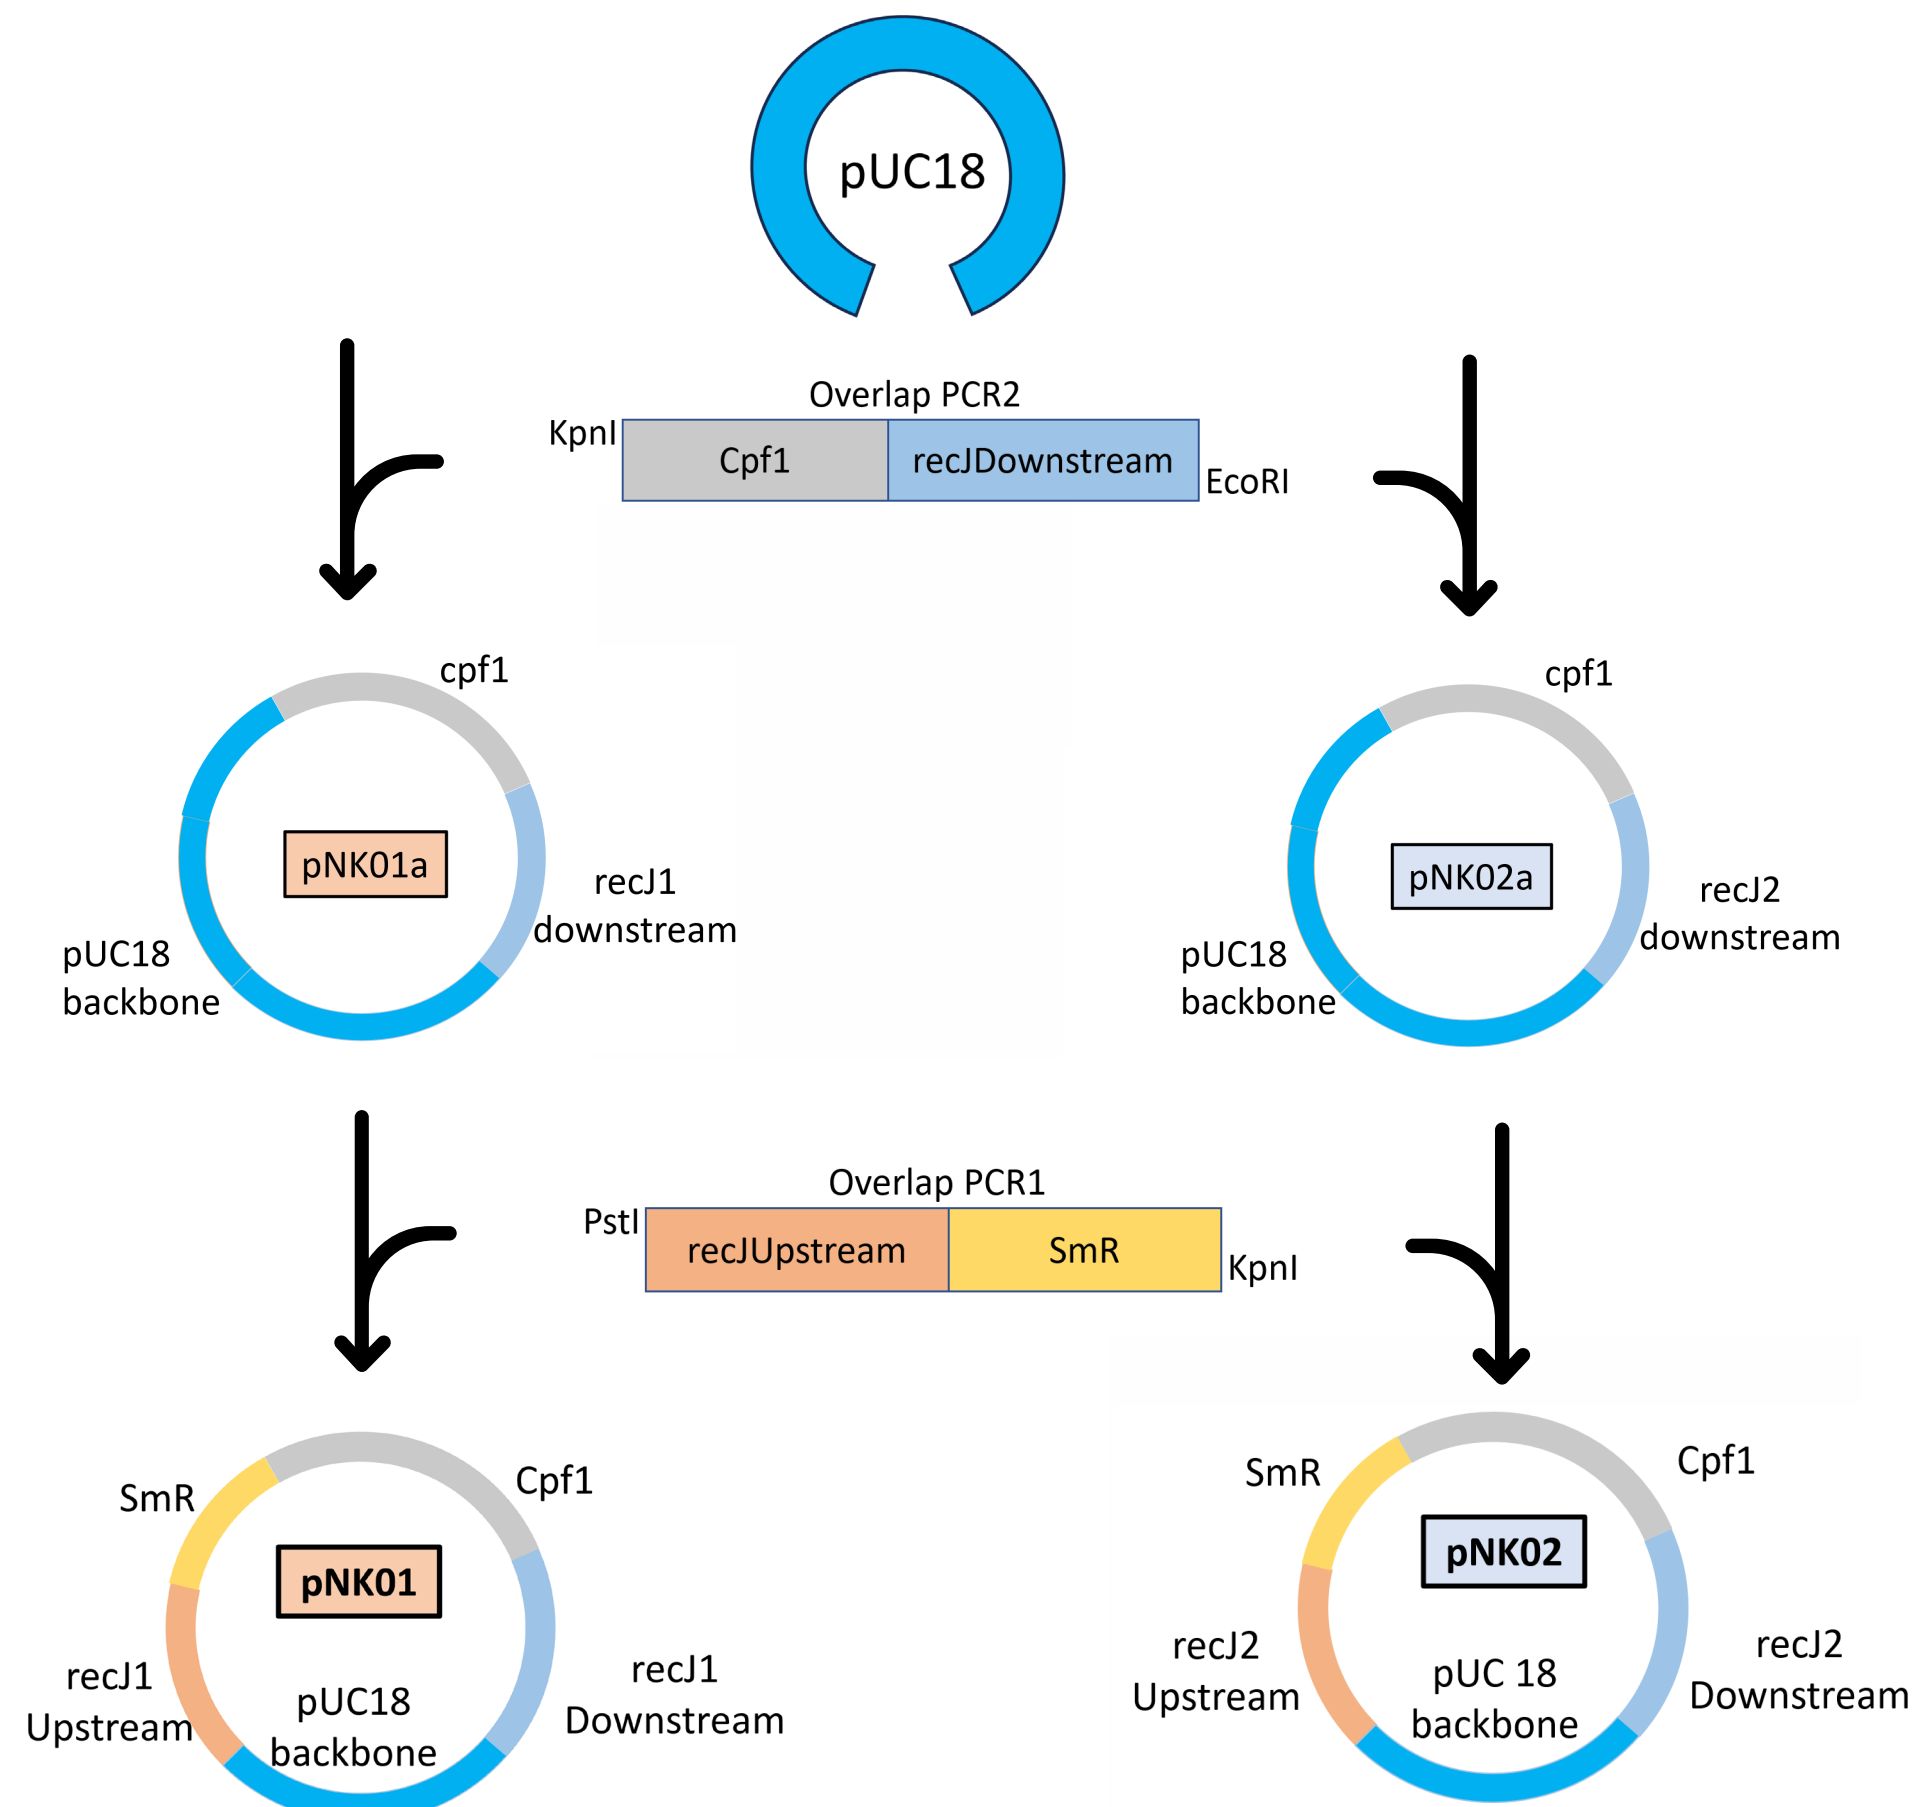 pUC18
Overlap PCR2
KpnI
Cpf1
recJDownstream
EcoRI
cpf1
pNK01a
recJ1
downstream
pUC18
backbone
cpf1
pNK02a
recJ2
downstream
pUC18
backbone
Overlap PCR1
PstI
recJUpstream
SmR
KpnI
SmR
Cpf1
pNK01
recJ1
Upstream
pUC18
backbone
recJ1
Downstream
SmR
Cpf1
pNK02
recJ2
Upstream
pUC 18
backbone
recJ2
Downstream